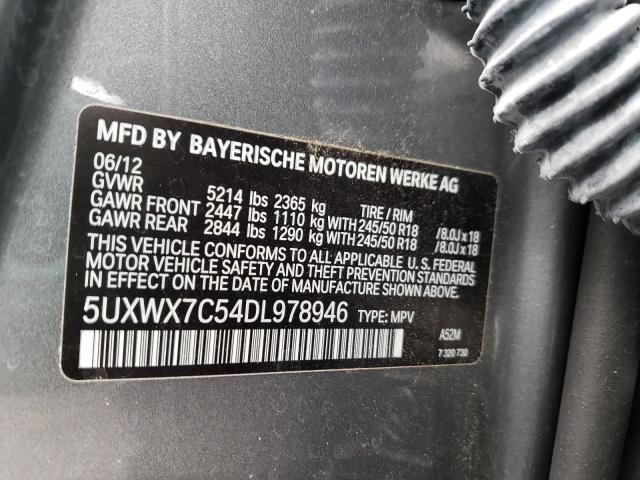 MFD BY BAYERISCHE MOTOREN WERKE AG
06/12
GVWR 5214 lbs 2365 kg TIRE / RIM
GAWR FRONT 2447 lbs 1110 kg WITH 245/50 R18 /8.0J x 18
GAWR REAR 2844 lbs 1290 kg WITH 245/50 R18 /8.0J x 18
THIS VEHICLE CONFORMS TO ALL APPLICABLE U.S. FEDERAL
MOTOR VEHICLE SAFETY AND THEFT PREVENTION STANDARDS
IN EFFECT ON THE DATE OF MANUFACTURE SHOWN ABOVE.
5UXWX7C54DL978946 TYPE: MPV
A52M
7 320 730